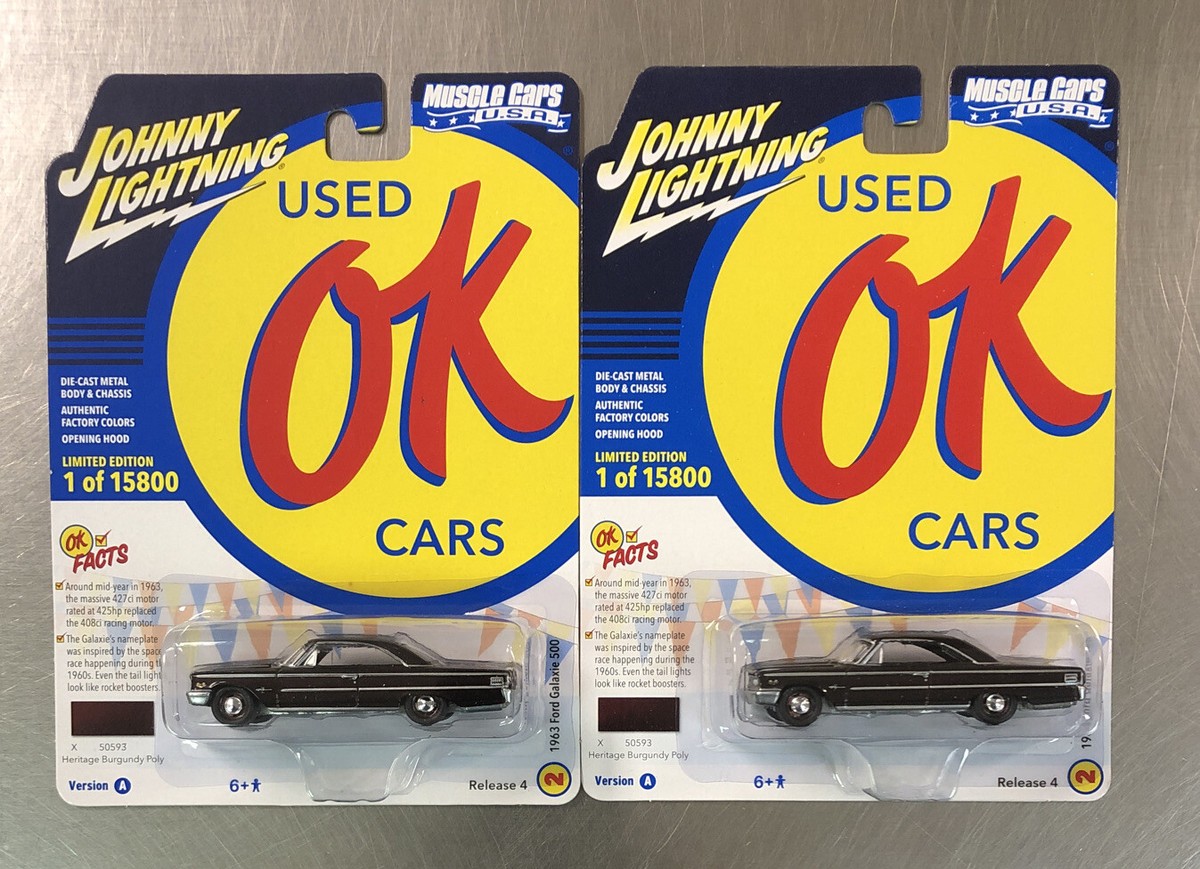 JOHNNY
LIGHTNING®
Muscle Cars
U.S.A.
®
USED
OK
CARS
DIE-CAST METAL
BODY & CHASSIS
AUTHENTIC
FACTORY COLORS
OPENING HOOD
LIMITED EDITION
1 of 15800
OK
FACTS
Around mid-year in 1963,
the massive 427ci motor
rated at 425hp replaced
the 408ci racing motor.
The Galaxie's nameplate
was inspired by the space
race happening during th
1960s. Even the tail lights
look like rocket boosters.
X 50593
Heritage Burgundy Poly
Version A
6+
1963 Ford Galaxie 500
Release 4
2
JOHNNY
LIGHTNING®
Muscle Cars
U.S.A.
®
USED
OK
CARS
DIE-CAST METAL
BODY & CHASSIS
AUTHENTIC
FACTORY COLORS
OPENING HOOD
LIMITED EDITION
1 of 15800
OK
FACTS
Around mid-year in 1963,
the massive 427ci motor
rated at 425hp replaced
the 408ci racing motor.
The Galaxie's nameplate
was inspired by the space
race happening during the
1960s. Even the tail lights
look like rocket boosters.
X 50593
Heritage Burgundy Poly
Version A
6+
Release 4
2